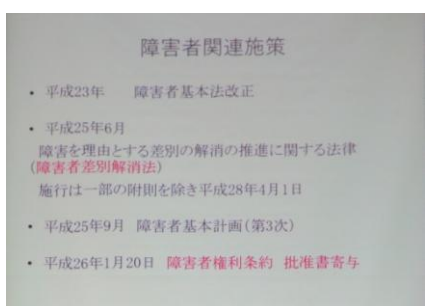 障害者関連施策
• 平成23年 障害者基本法改正
• 平成25年6月
障害を理由とする差別の解消の推進に関する法律
(障害者差別解消法)
施行は一部の附則を除き平成28年4月1日
• 平成25年9月 障害者基本計画(第3次)
• 平成26年1月20日 障害者権利条約 批准書寄与